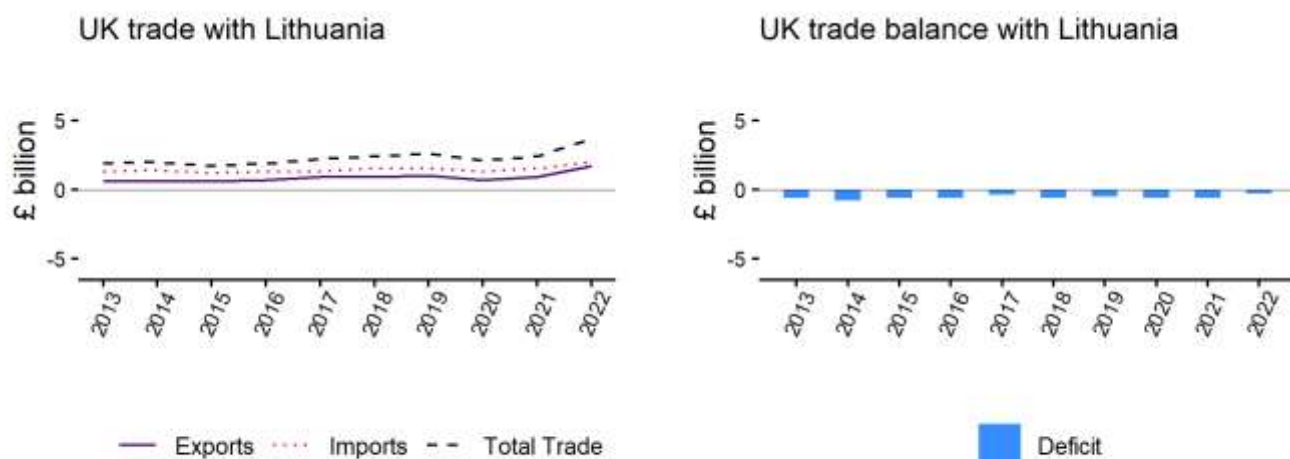 UK trade with Lithuania
£ billion
5
0
-5
2013 2014 2015 2016 2017 2018 2019 2020 2021 2022
Exports Imports Total Trade
UK trade balance with Lithuania
£ billion
5
0
-5
2013 2014 2015 2016 2017 2018 2019 2020 2021 2022
Deficit